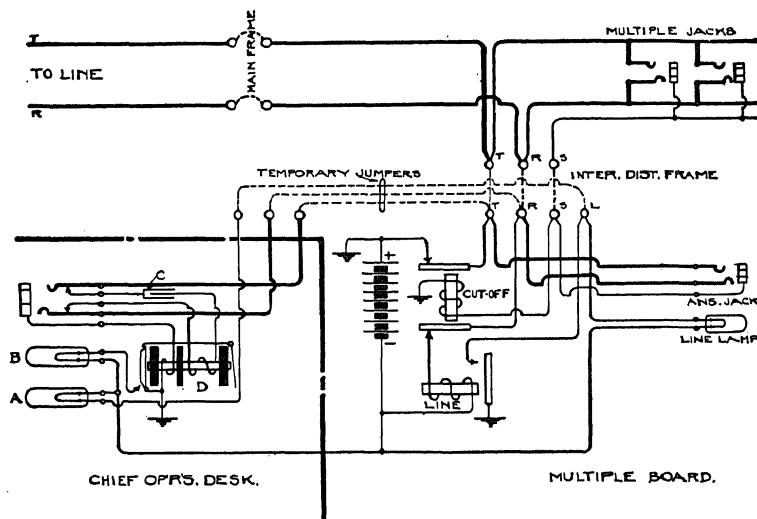 MULTIPLE JACKS
T
TO LINE
MAIN FRAME
R
T R S
INTER. DIST. FRAME
TEMPORARY JUMPERS
T R S L
+
C
CUT-OFF
ANS. JACK
LINE LAMP
B
D
-
A
LINE
CHIEF OPR'S. DESK.
MULTIPLE BOARD.